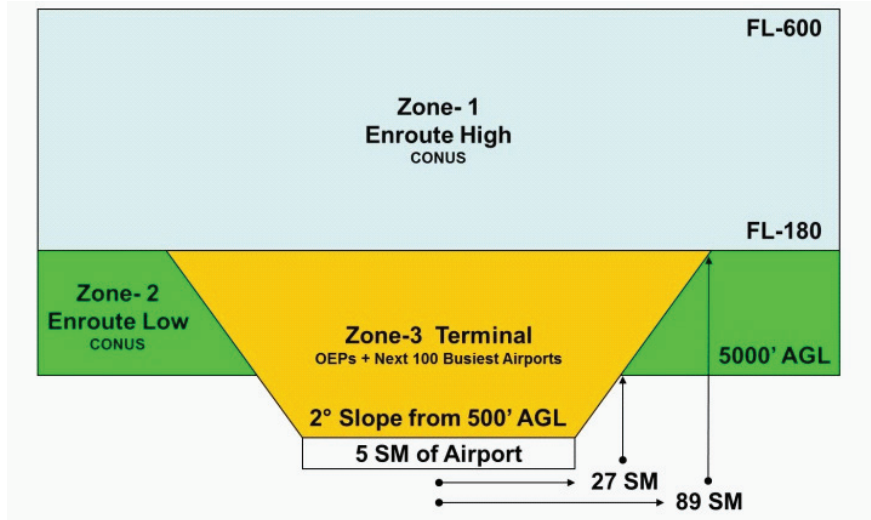 FL-600
Zone- 1
Enroute High
CONUS
FL-180
Zone- 2
Enroute Low
CONUS
Zone-3 Terminal
OEPs + Next 100 Busiest Airports
5000’ AGL
2° Slope from 500’ AGL
5 SM of Airport
27 SM
89 SM